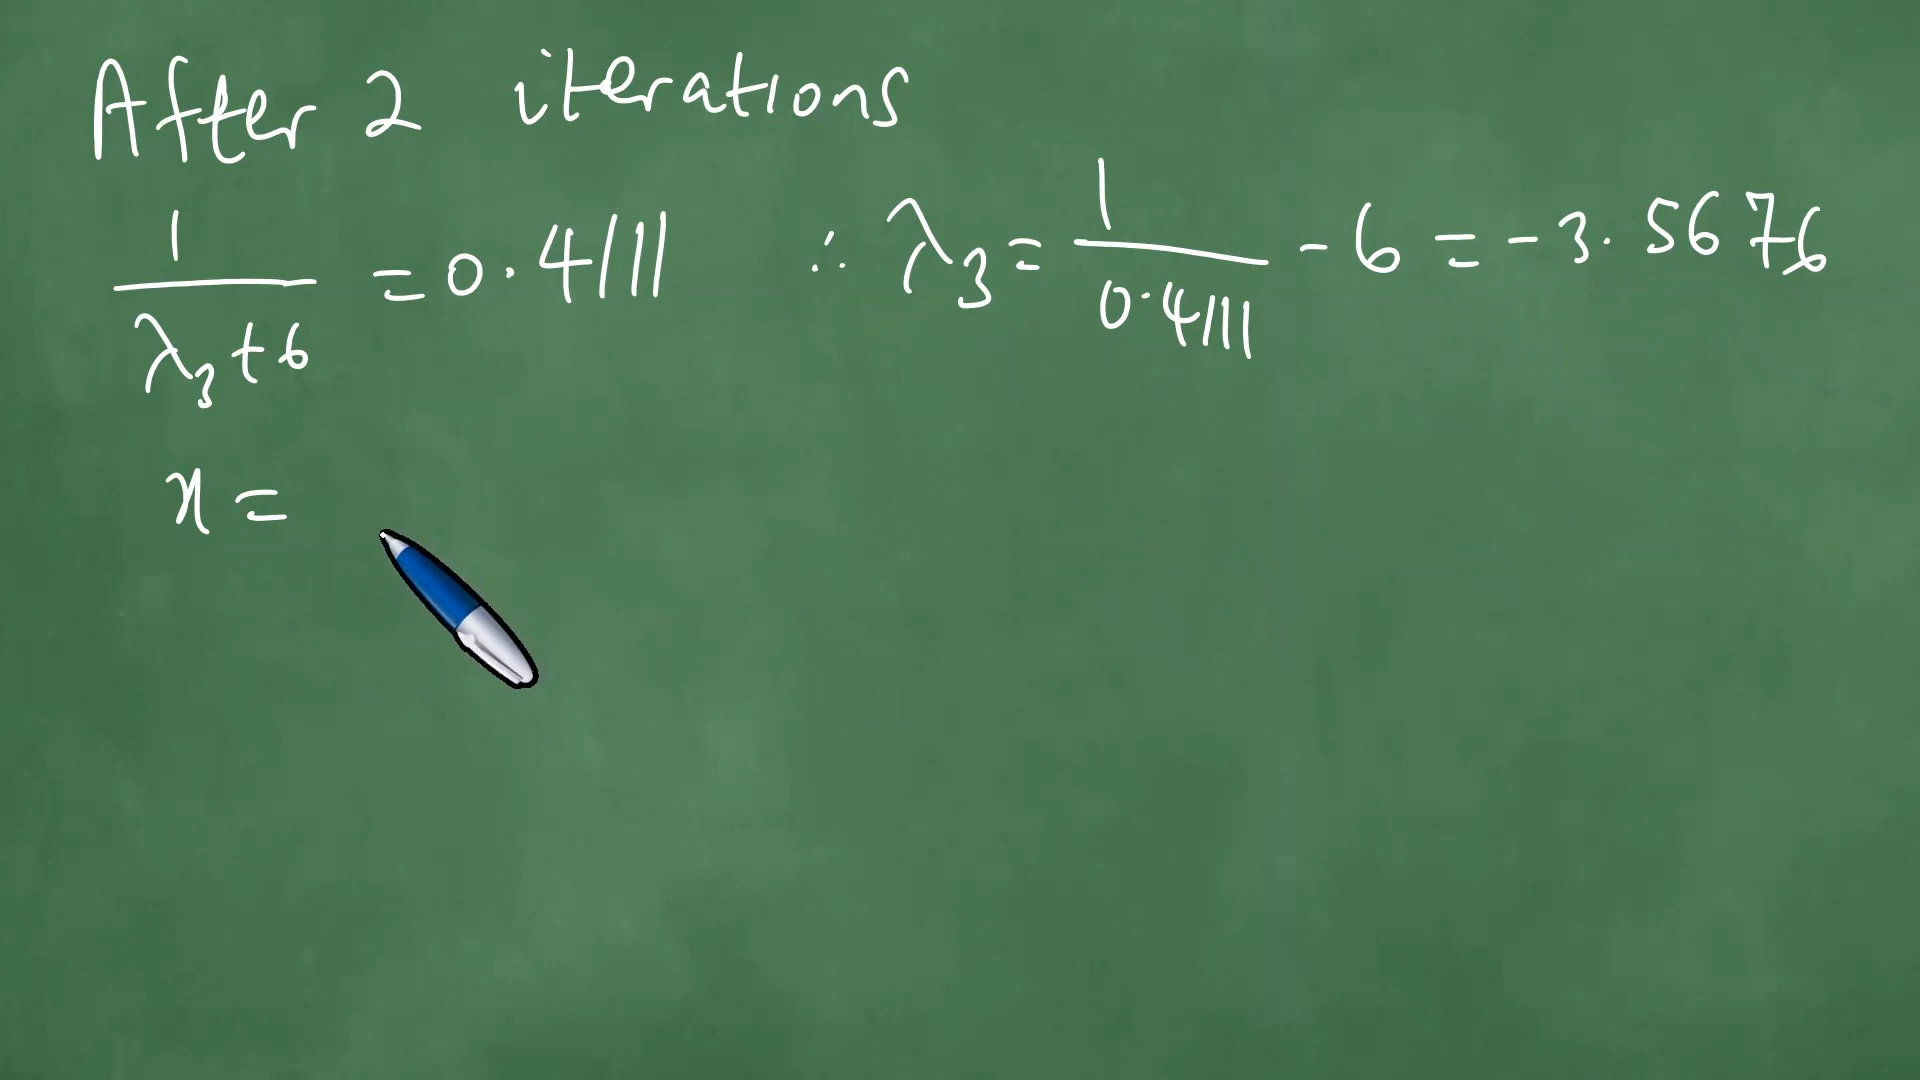 After 2 iterations
1/(λ₃+6) = 0.4111 ∴ λ₃ = 1/0.4111 - 6 = -3.5676
x =